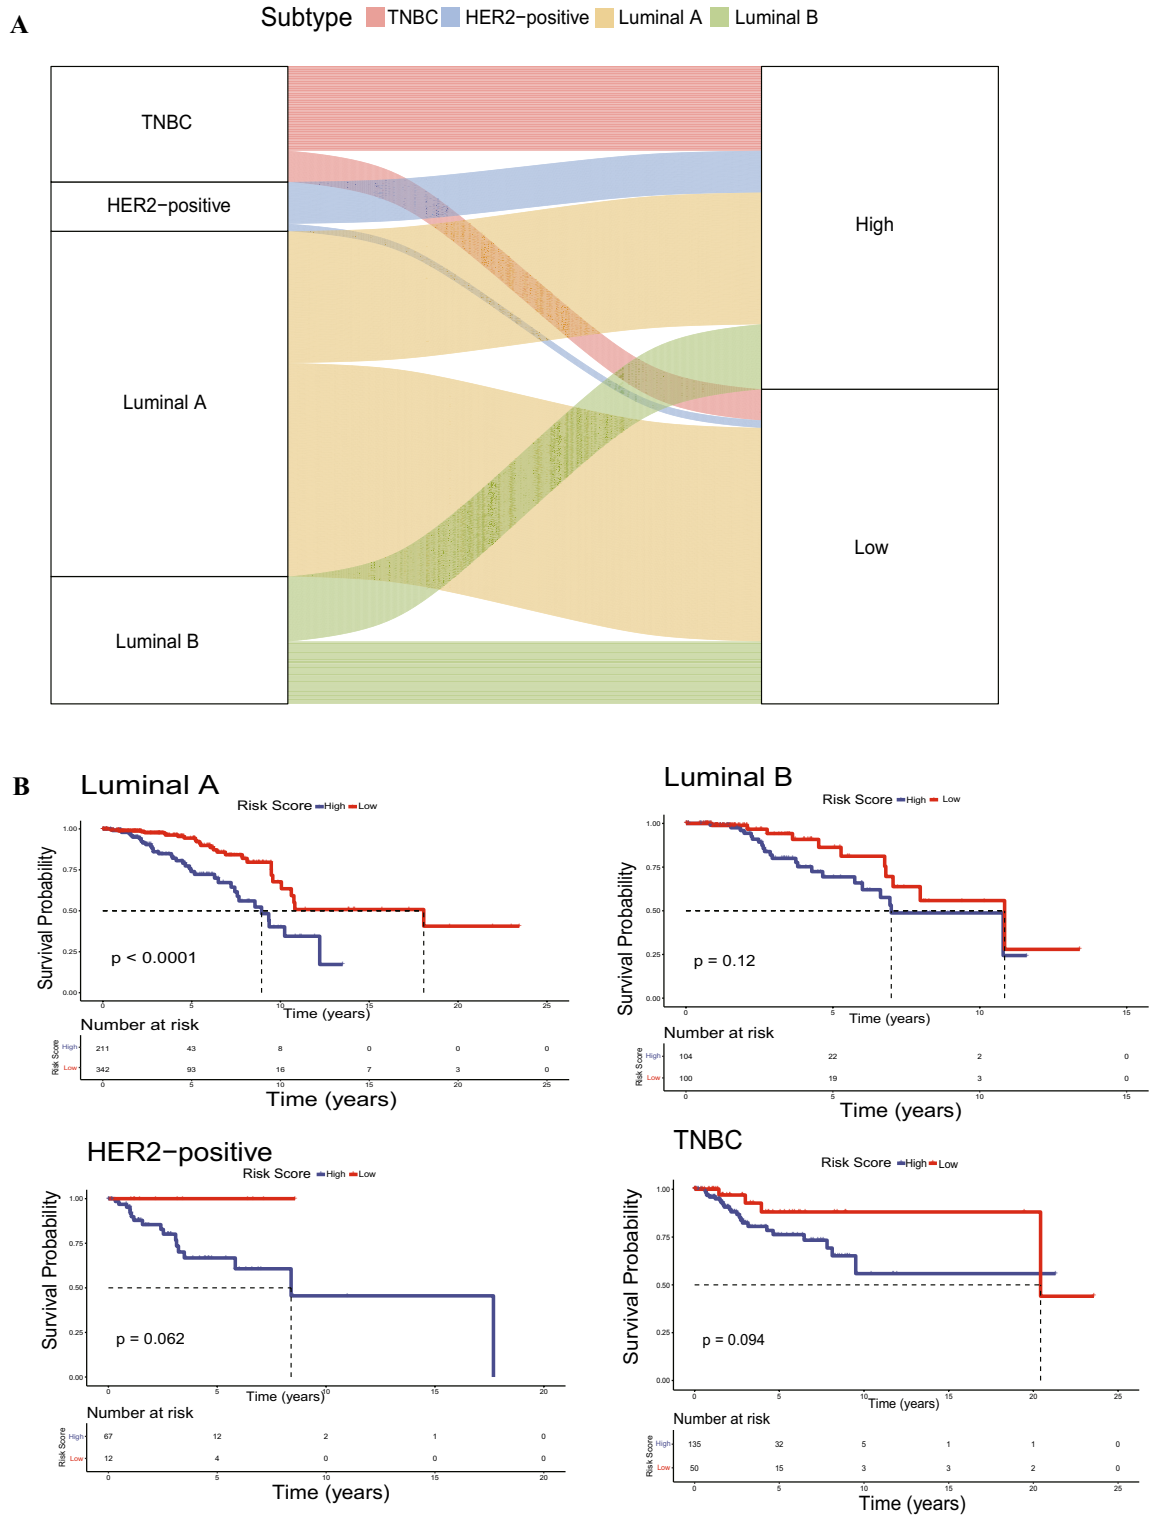 A
Subtype TNBC HER2−positive Luminal A Luminal B
TNBC
HER2−positive
Luminal A
Luminal B
High
Low
B
Luminal A
Risk Score High Low
Survival Probability
1.00
0.75
0.50
0.25
0.00
p < 0.0001
0 5 10 15 20 25
Time (years)
Number at risk
Risk Score
High 211 43 8 0 0 0
Low 342 93 16 7 3 0
0 5 10 15 20 25
Time (years)
Luminal B
Risk Score High Low
Survival Probability
1.00
0.75
0.50
0.25
0.00
p = 0.12
0 5 10 15
Time (years)
Number at risk
Risk Score
High 104 22 2 0
Low 100 19 3 0
0 5 10 15
Time (years)
HER2−positive
Risk Score High Low
Survival Probability
1.00
0.75
0.50
0.25
0.00
p = 0.062
0 5 10 15 20
Time (years)
Number at risk
Risk Score
High 67 12 2 1 0
Low 12 4 0 0 0
0 5 10 15 20
Time (years)
TNBC
Risk Score High Low
Survival Probability
1.00
0.75
0.50
0.25
0.00
p = 0.094
0 5 10 15 20 25
Time (years)
Number at risk
Risk Score
High 135 32 5 1 1 0
Low 50 15 3 3 2 0
0 5 10 15 20 25
Time (years)